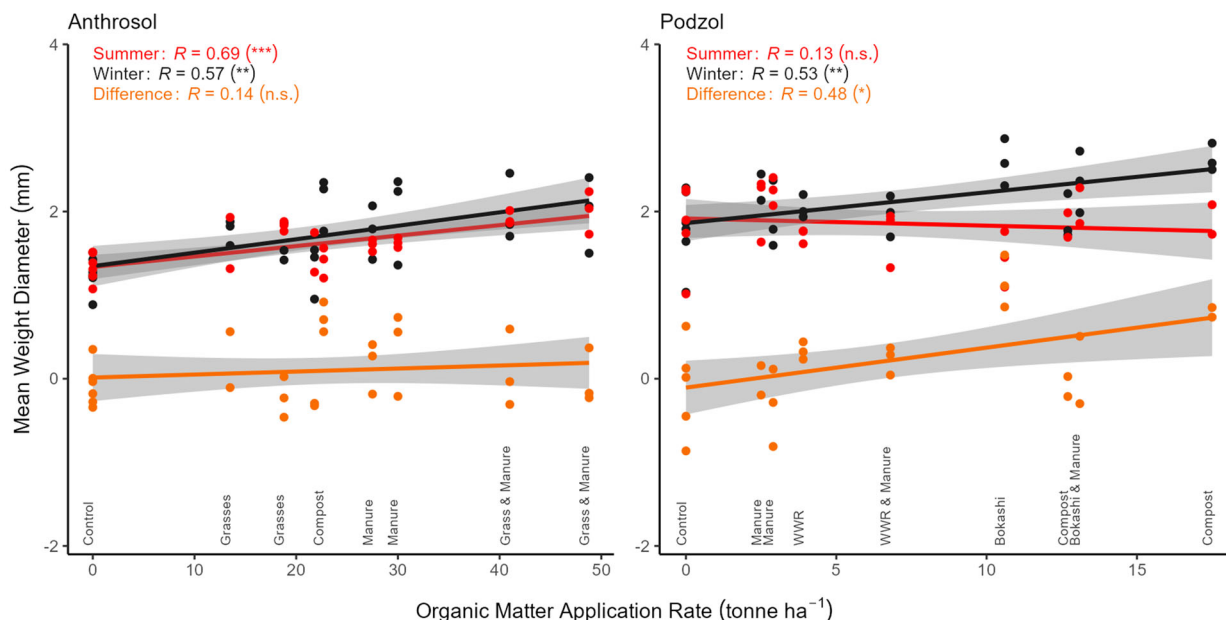 Anthrosol
Summer: R = 0.69 (***)
Winter: R = 0.57 (**)
Difference: R = 0.14 (n.s.)
Podzol
Summer: R = 0.13 (n.s.)
Winter: R = 0.53 (**)
Difference: R = 0.48 (*)
Mean Weight Diameter (mm)
4
2
0
-2
Control
Grasses
Grasses
Compost
Manure
Manure
Grass & Manure
Grass & Manure
0
10
20
30
40
50
4
2
0
-2
Control
Manure
Manure
WWR
WWR & Manure
Bokashi
Compost
Bokashi & Manure
Compost
0
5
10
15
Organic Matter Application Rate (tonne ha⁻¹)